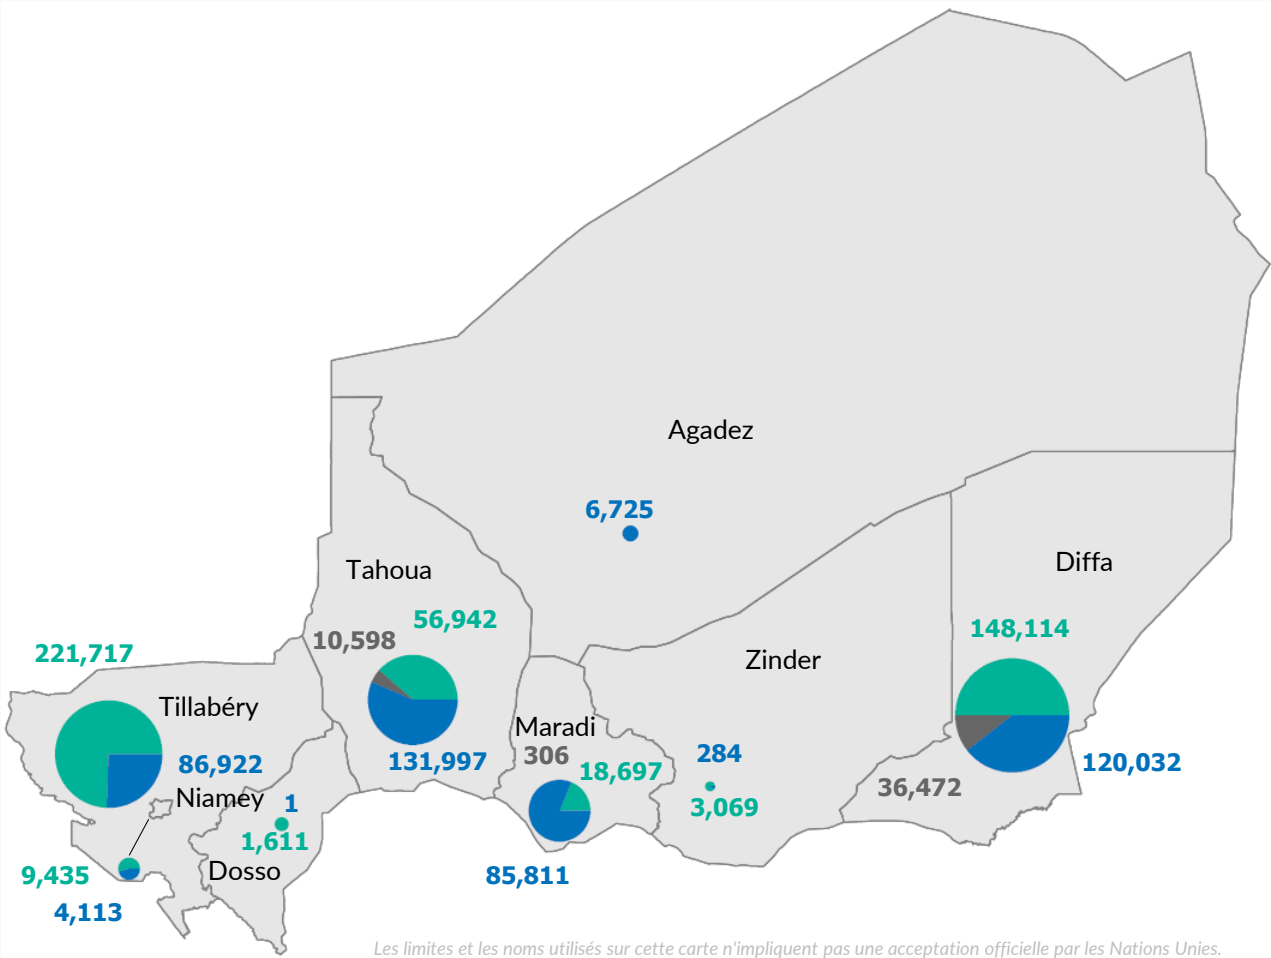 Agadez
6,725
Diffa
Tahoua
56,942
148,114
10,598
221,717
Zinder
Tillabéry
Maradi
284
306
131,997
86,922
120,032
18,697
36,472
Niamey
1
3,069
1,611
Dosso
9,435
85,811
4,113
Les limites et les noms utilisés sur cette carte n'impliquent pas une acceptation officielle par les Nations Unies.